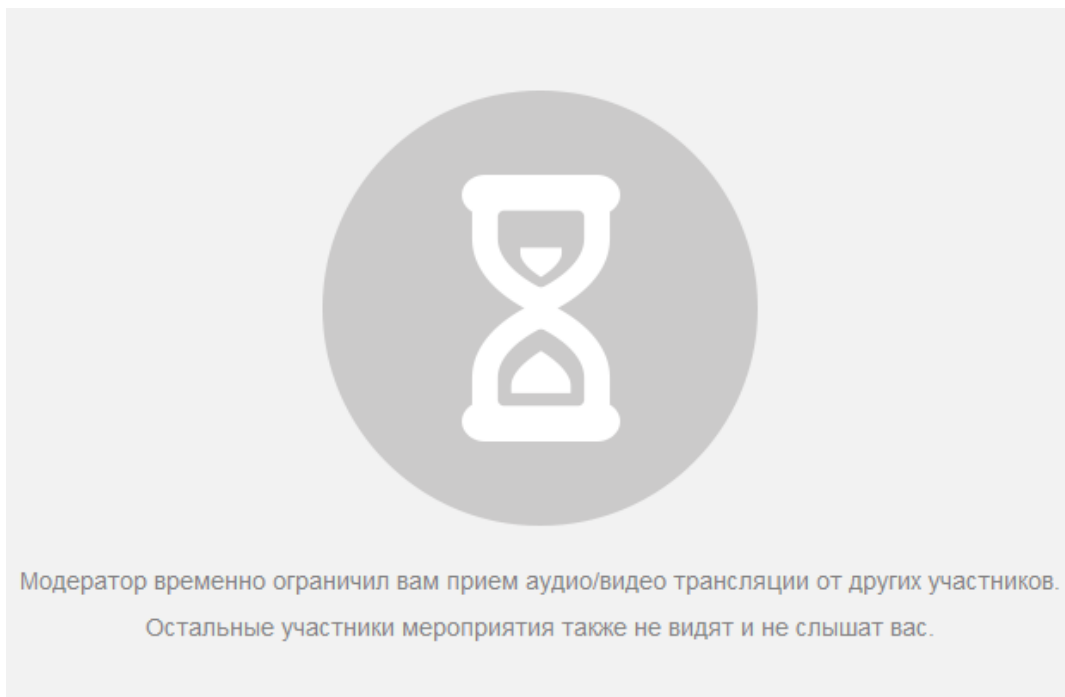 Модератор временно ограничил вам прием аудио/видео трансляции от других участников.
Остальные участники мероприятия также не видят и не слышат вас.